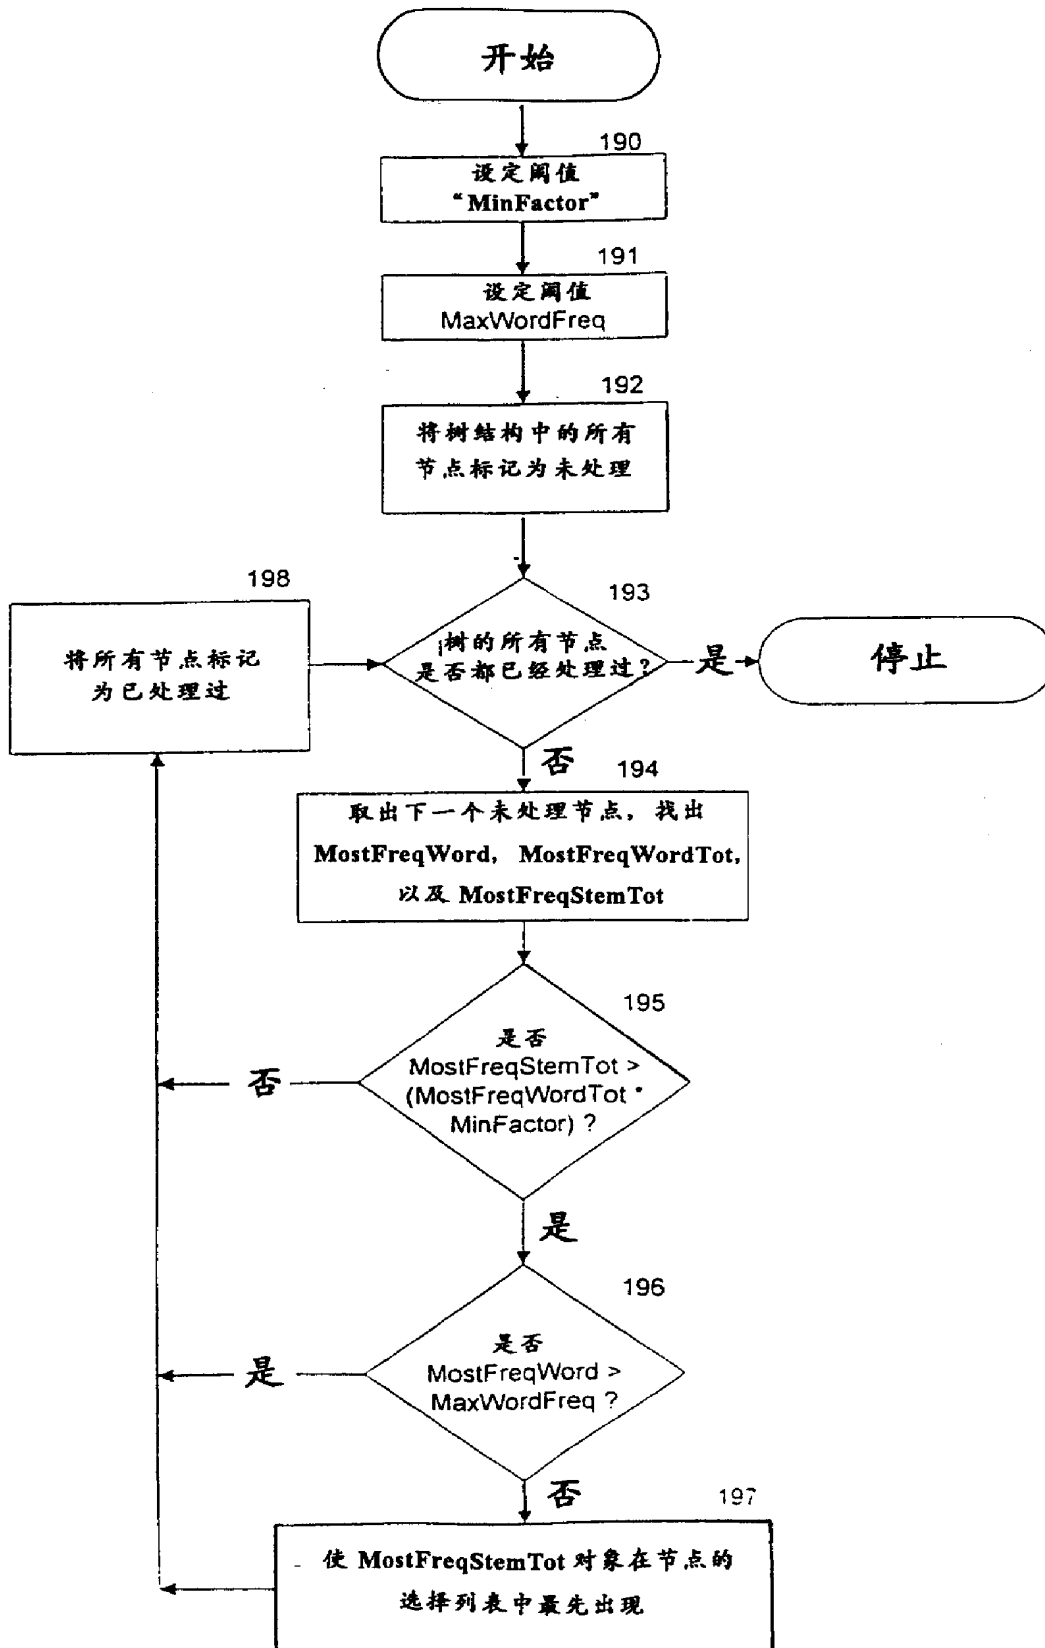 开始
190
设定阈值
“MinFactor”
191
设定阈值
MaxWordFreq
192
将树结构中的所有
节点标记为未处理
198
将所有节点标记
为已处理过
193
树的所有节点
是否都已经处理过?
是
停止
否
194
取出下一个未处理节点, 找出
MostFreqWord, MostFreqWordTot,
以及 MostFreqStemTot
195
是否
MostFreqStemTot >
(MostFreqWordTot *
MinFactor) ?
否
是
196
是否
MostFreqWord >
MaxWordFreq ?
是
否
197
使 MostFreqStemTot 对象在节点的
选择列表中最先出现